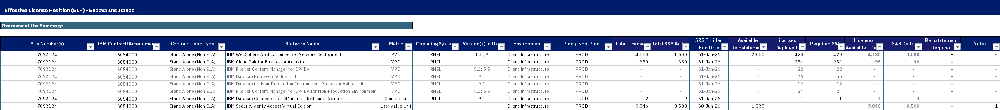 Effective License Position (ELP) - Encova Insurance
Overview of the Summary:
Site Number(s) IBM Contract/Amendment Contract Term Type Software Name Metric Operating System Version(s) in Use Environment Prod / Non-Prod Total Licenses Total S&S Active S&S Entitled End Date Available Reinstateme Licenses Deployed Required S&S Licenses Available - De S&S Delta Reinstatement Required Notes
7093134 6054000 Stand Alone (Non ELA) IBM WebSphere Application Server Network Deployment PVU RHEL 8.5; 9 Client Infrastructure PROD 4,550 1,500 31-Jan-26 3,050 420 420 4,130 1,080 - -
7093134 6054000 Stand Alone (Non ELA) IBM Cloud Pak for Business Automation VPC RHEL - Client Infrastructure PROD 350 350 31-Jan-26 - 254 254 96 96 - -
7093134 6054000 Stand Alone (Non ELA) IBM FileNet Content Manager for CP4BA VPC RHEL 5.2; 5.5 Client Infrastructure PROD - - 31-Jan-26 - 22 22 - - - -
7093134 6054000 Stand Alone (Non ELA) IBM Datacap Processor Value Unit VPC RHEL 9.1 Client Infrastructure PROD - - 31-Jan-26 - 36 36 - - - -
7093134 6054000 Stand Alone (Non ELA) IBM Datacap for Non-Production Environment Processor Value Unit VPC RHEL 9.1 Client Infrastructure PROD - - 31-Jan-26 - 12 12 - - - -
7093134 6054000 Stand Alone (Non ELA) IBM FileNet Content Manager for CP4BA for Non-Production Environment VPC RHEL 5.2; 5.5 Client Infrastructure PROD - - 31-Jan-26 - 24 24 - - - -
7093134 6054000 Stand Alone (Non ELA) IBM Datacap Connector for eMail and Electronic Documents Connection RHEL 9.1 Client Infrastructure PROD 2 2 31-Jan-26 - 1 1 1 1 - -
7093134 6054000 Stand Alone (Non ELA) IBM Security Verify Access Virtual Edition User Value Unit - - Client Infrastructure PROD 9,846 8,508 30-Jun-26 1,338 - - 9,846 8,508 - 1